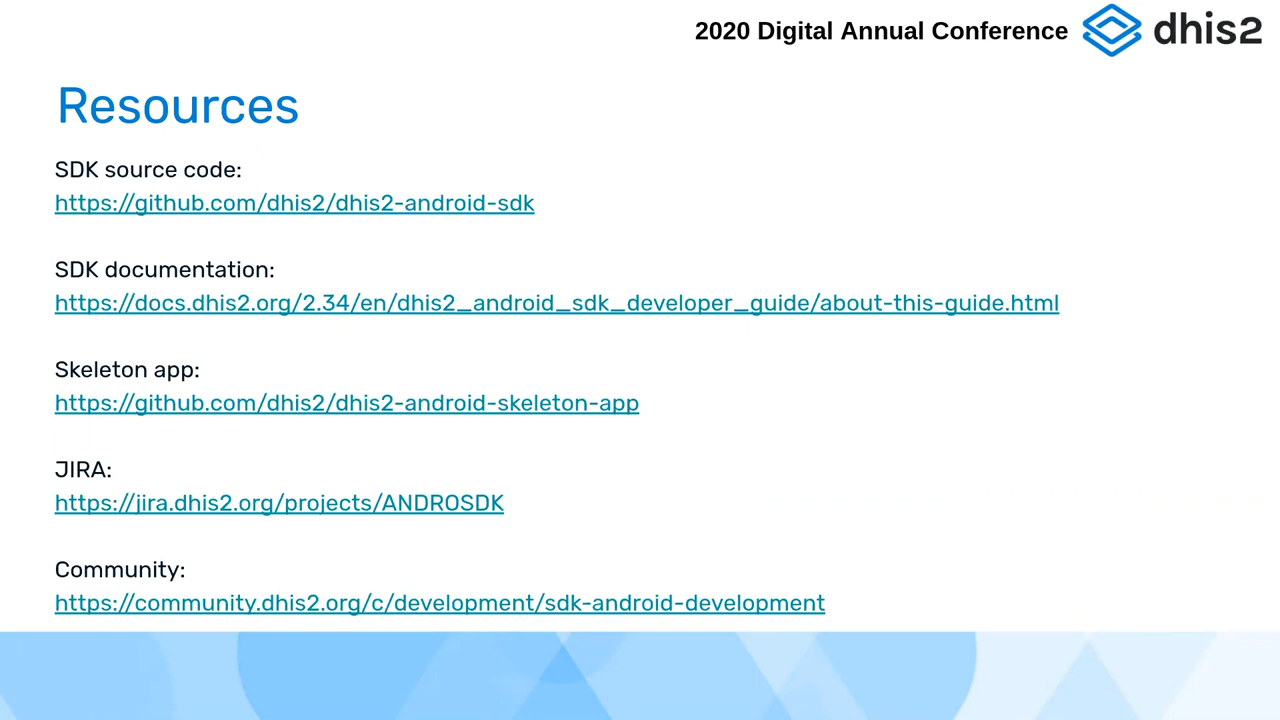 2020 Digital Annual Conference
dhis2
Resources
SDK source code:
https://github.com/dhis2/dhis2-android-sdk
SDK documentation:
https://docs.dhis2.org/2.34/en/dhis2_android_sdk_developer_guide/about-this-guide.html
Skeleton app:
https://github.com/dhis2/dhis2-android-skeleton-app
JIRA:
https://jira.dhis2.org/projects/ANDROSDK
Community:
https://community.dhis2.org/c/development/sdk-android-development